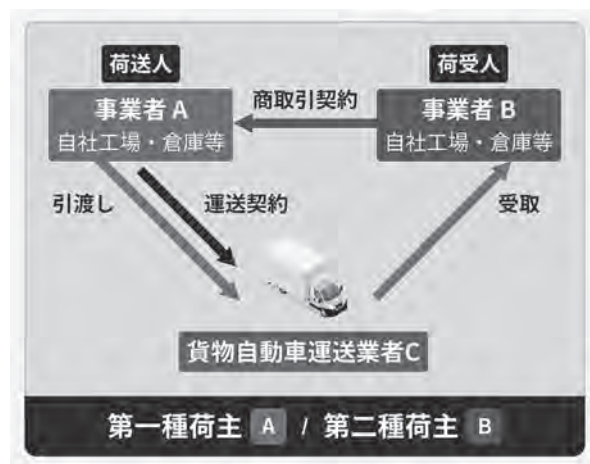 荷送人
荷受人
事業者 A
自社工場・倉庫等
商取引契約
事業者 B
自社工場・倉庫等
引渡し
運送契約
受取
貨物自動車運送業者C
第一種荷主 A / 第二種荷主 B